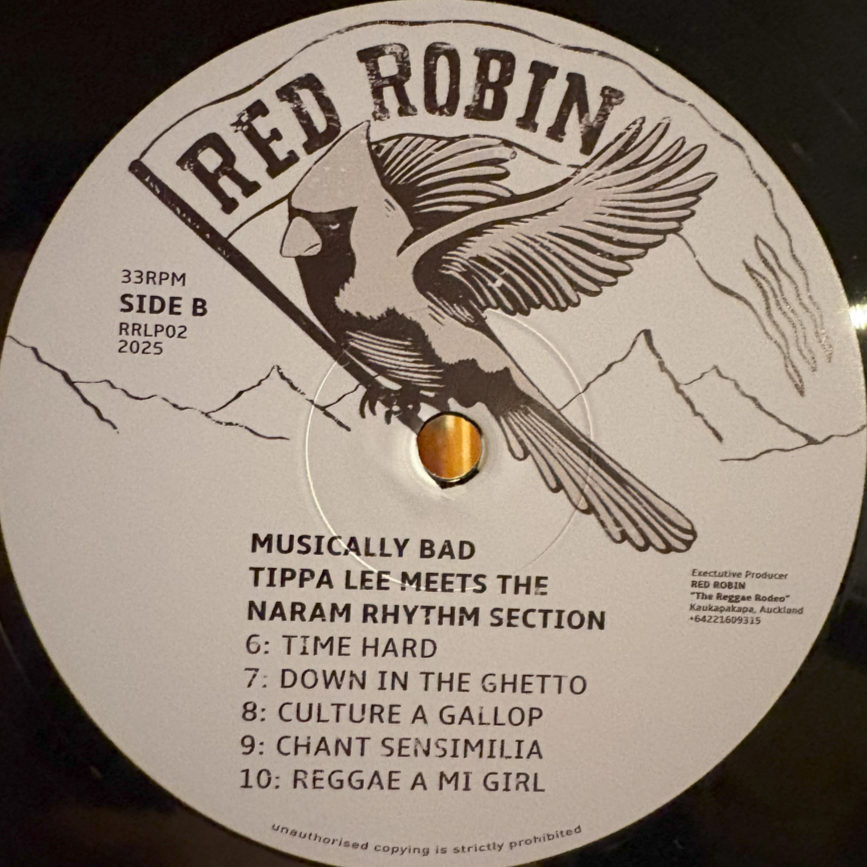 RED ROBIN
33RPM
SIDE B
RRLP02
2025
MUSICALLY BAD
TIPPA LEE MEETS THE
NARAM RHYTHM SECTION
6: TIME HARD
7: DOWN IN THE GHETTO
8: CULTURE A GALLOP
9: CHANT SENSIMILIA
10: REGGAE A MI GIRL
Exectutive Producer
RED ROBIN
"The Reggae Rodeo"
Kaukapakapa, Auckland
+64221609315
unauthorised copying is strictly prohibited